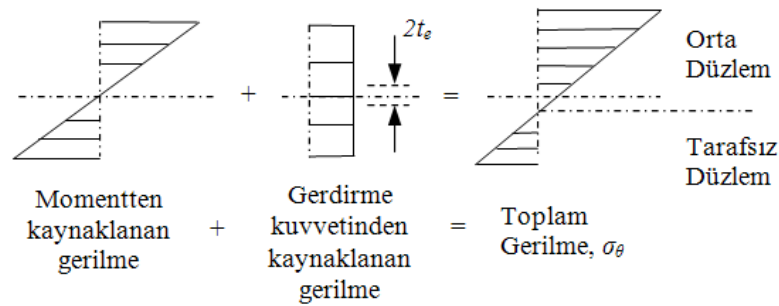 2te
Orta
Düzlem
+
=
Tarafsız
Düzlem
Momentten
kaynaklanan
gerilme
+
Gerdirme
kuvvetinden
kaynaklanan
gerilme
=
Toplam
Gerilme, σθ